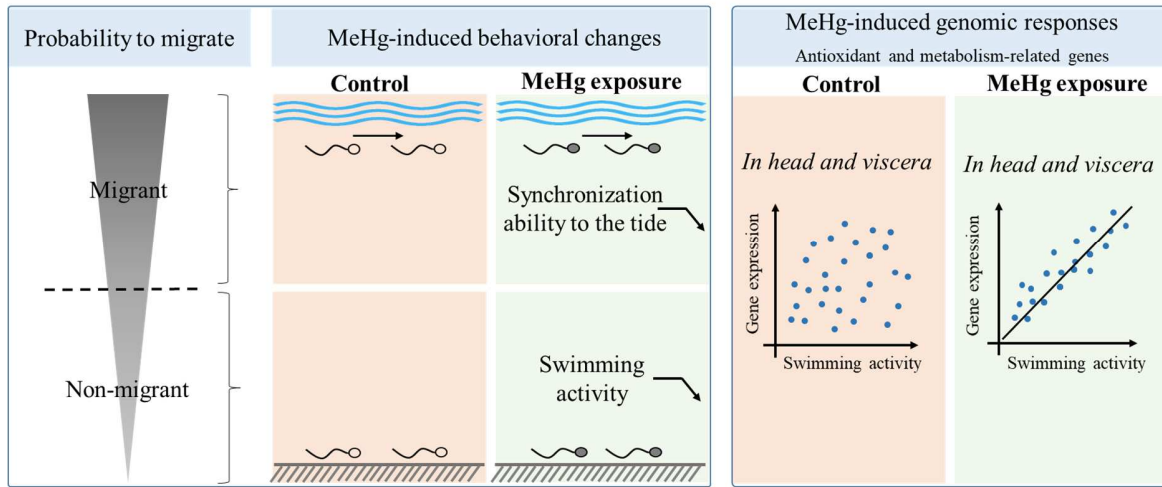 Probability to migrate
MeHg-induced behavioral changes
Control
MeHg exposure
Migrant
Synchronization
ability to the tide
Non-migrant
Swimming
activity
MeHg-induced genomic responses
Antioxidant and metabolism-related genes
Control
MeHg exposure
In head and viscera
In head and viscera
Gene expression
Swimming activity
Gene expression
Swimming activity